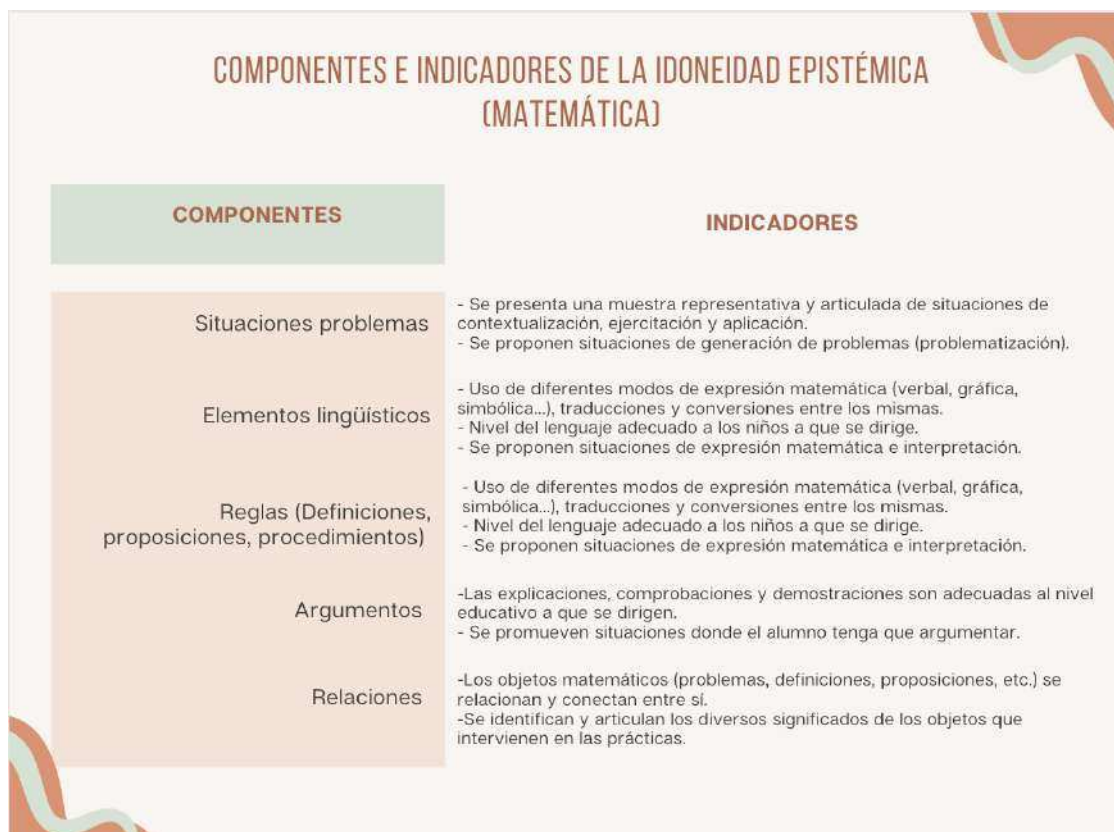 COMPONENTES E INDICADORES DE LA IDONEIDAD EPISTÉMICA
(MATEMÁTICA)
COMPONENTES
INDICADORES
Situaciones problemas
- Se presenta una muestra representativa y articulada de situaciones de
contextualización, ejercitación y aplicación.
- Se proponen situaciones de generación de problemas (problematización).
Elementos lingüísticos
- Uso de diferentes modos de expresión matemática (verbal, gráfica,
simbólica...), traducciones y conversiones entre los mismas.
- Nivel del lenguaje adecuado a los niños a que se dirige.
- Se proponen situaciones de expresión matemática e interpretación.
Reglas (Definiciones,
proposiciones, procedimientos)
- Uso de diferentes modos de expresión matemática (verbal, gráfica,
simbólica...), traducciones y conversiones entre los mismas.
- Nivel del lenguaje adecuado a los niños a que se dirige.
- Se proponen situaciones de expresión matemática e interpretación.
Argumentos
-Las explicaciones, comprobaciones y demostraciones son adecuadas al nivel
educativo a que se dirigen.
- Se promueven situaciones donde el alumno tenga que argumentar.
Relaciones
-Los objetos matemáticos (problemas, definiciones, proposiciones, etc.) se
relacionan y conectan entre sí.
-Se identifican y articulan los diversos significados de los objetos que
intervienen en las prácticas.